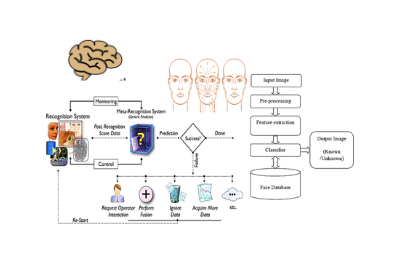 Monitoring
Recognition System
Meta-Recognition System
(Genetic Analysis)
Post-Recognition
Score Data
Prediction
Success?
Done
Control
Failure
Re-Start
Request Operator
Interaction
Perform
Fusion
Ignore
Data
Acquire More
Data
etc.
Input Image
Pre-processing
Feature extraction
Classifier
Face Database
Output Image
(Known
/Unknown)